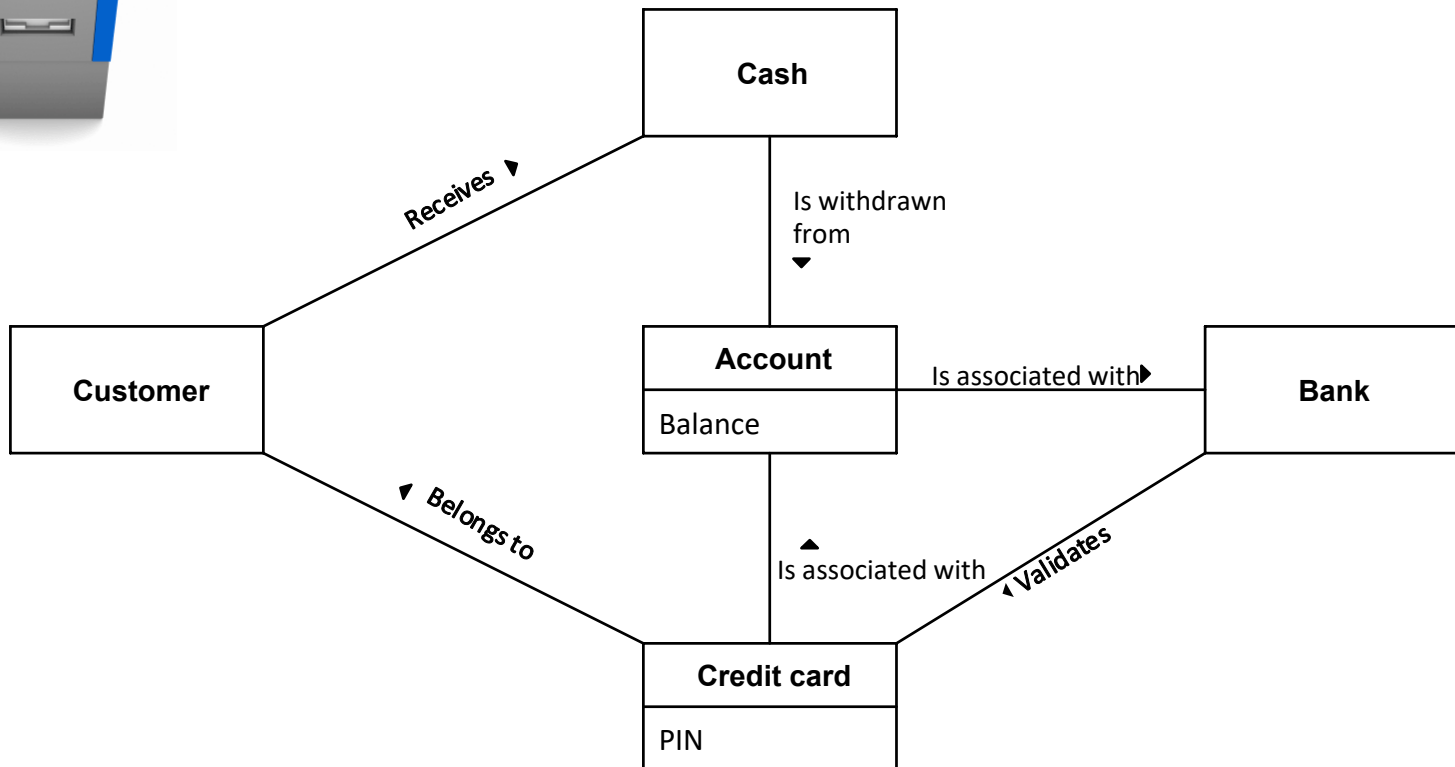 Cash
Receives
Is withdrawn
from
Customer
Account
Balance
Is associated with
Bank
Belongs to
Is associated with
Validates
Credit card
PIN